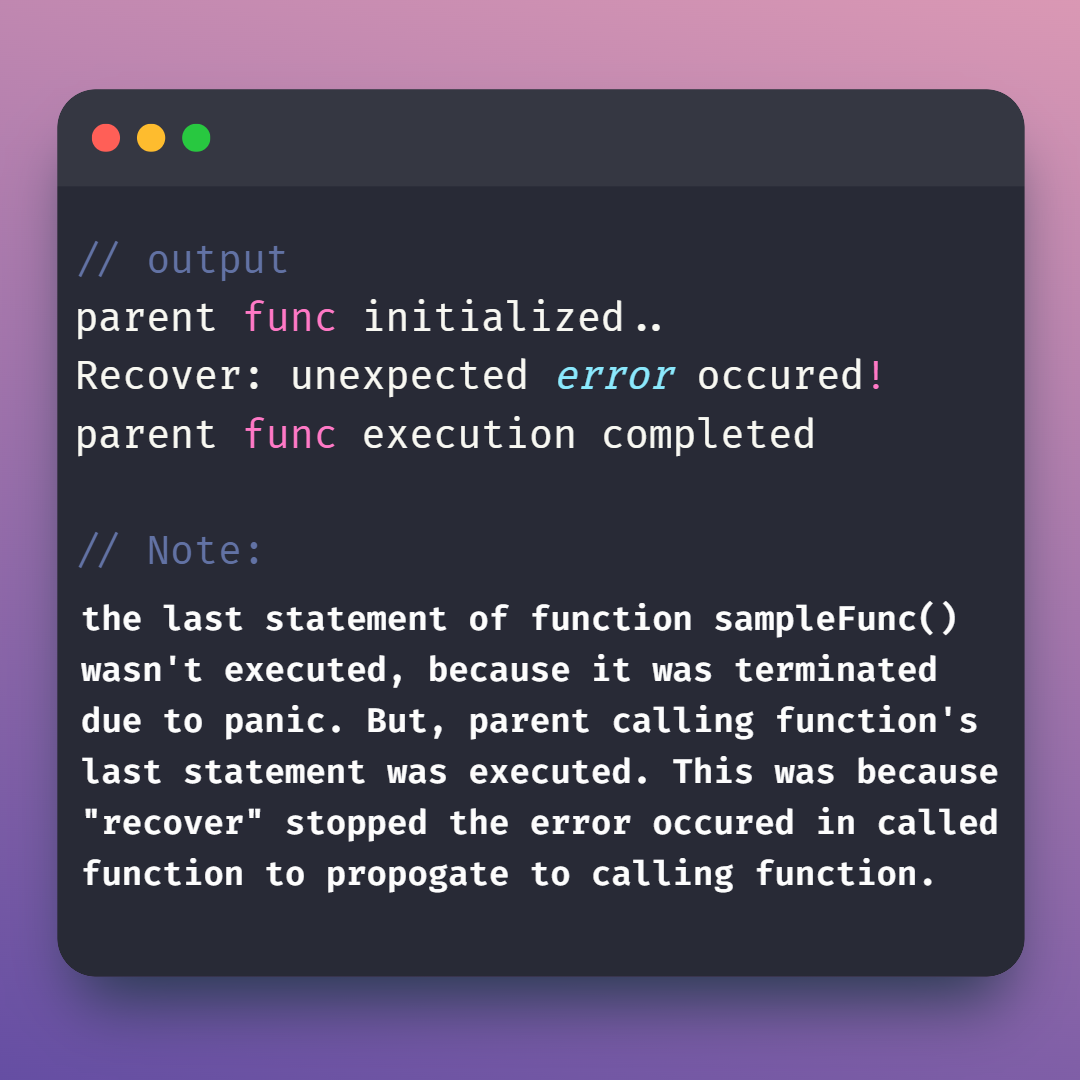 // output
parent func initialized..
Recover: unexpected error occured!
parent func execution completed
// Note:
the last statement of function sampleFunc()
wasn't executed, because it was terminated
due to panic. But, parent calling function's
last statement was executed. This was because
"recover" stopped the error occured in called
function to propogate to calling function.